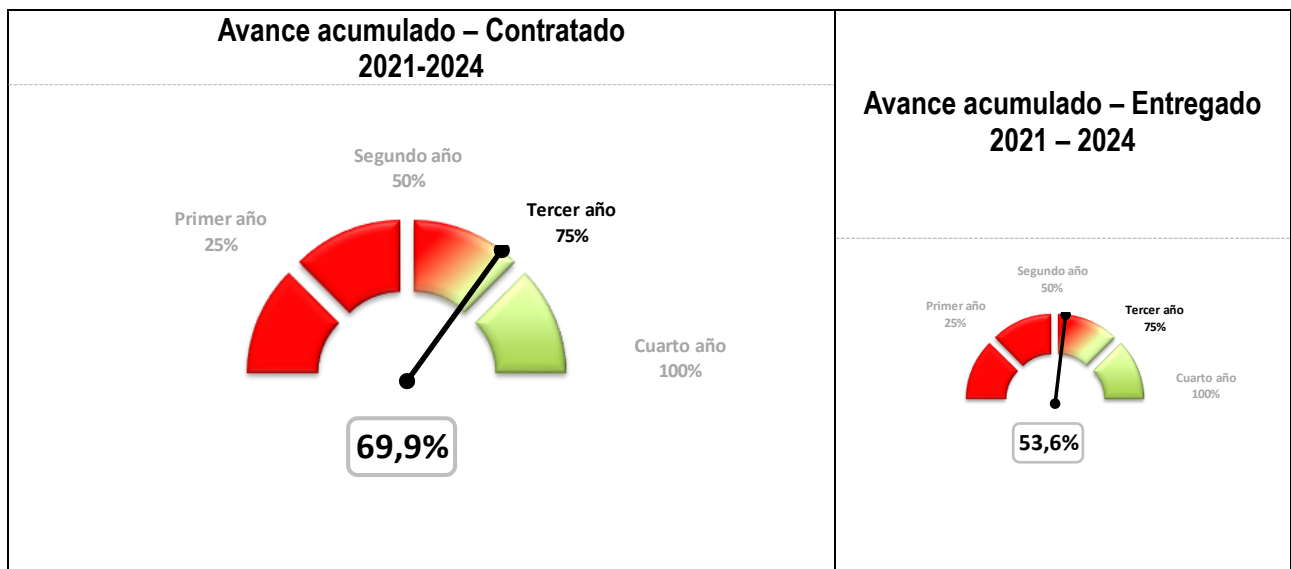 Avance acumulado – Contratado
2021-2024
Segundo año
50%
Primer año
25%
Tercer año
75%
Cuarto año
100%
69,9%
Avance acumulado – Entregado
2021 – 2024
Segundo año
50%
Primer año
25%
Tercer año
75%
Cuarto año
100%
53,6%